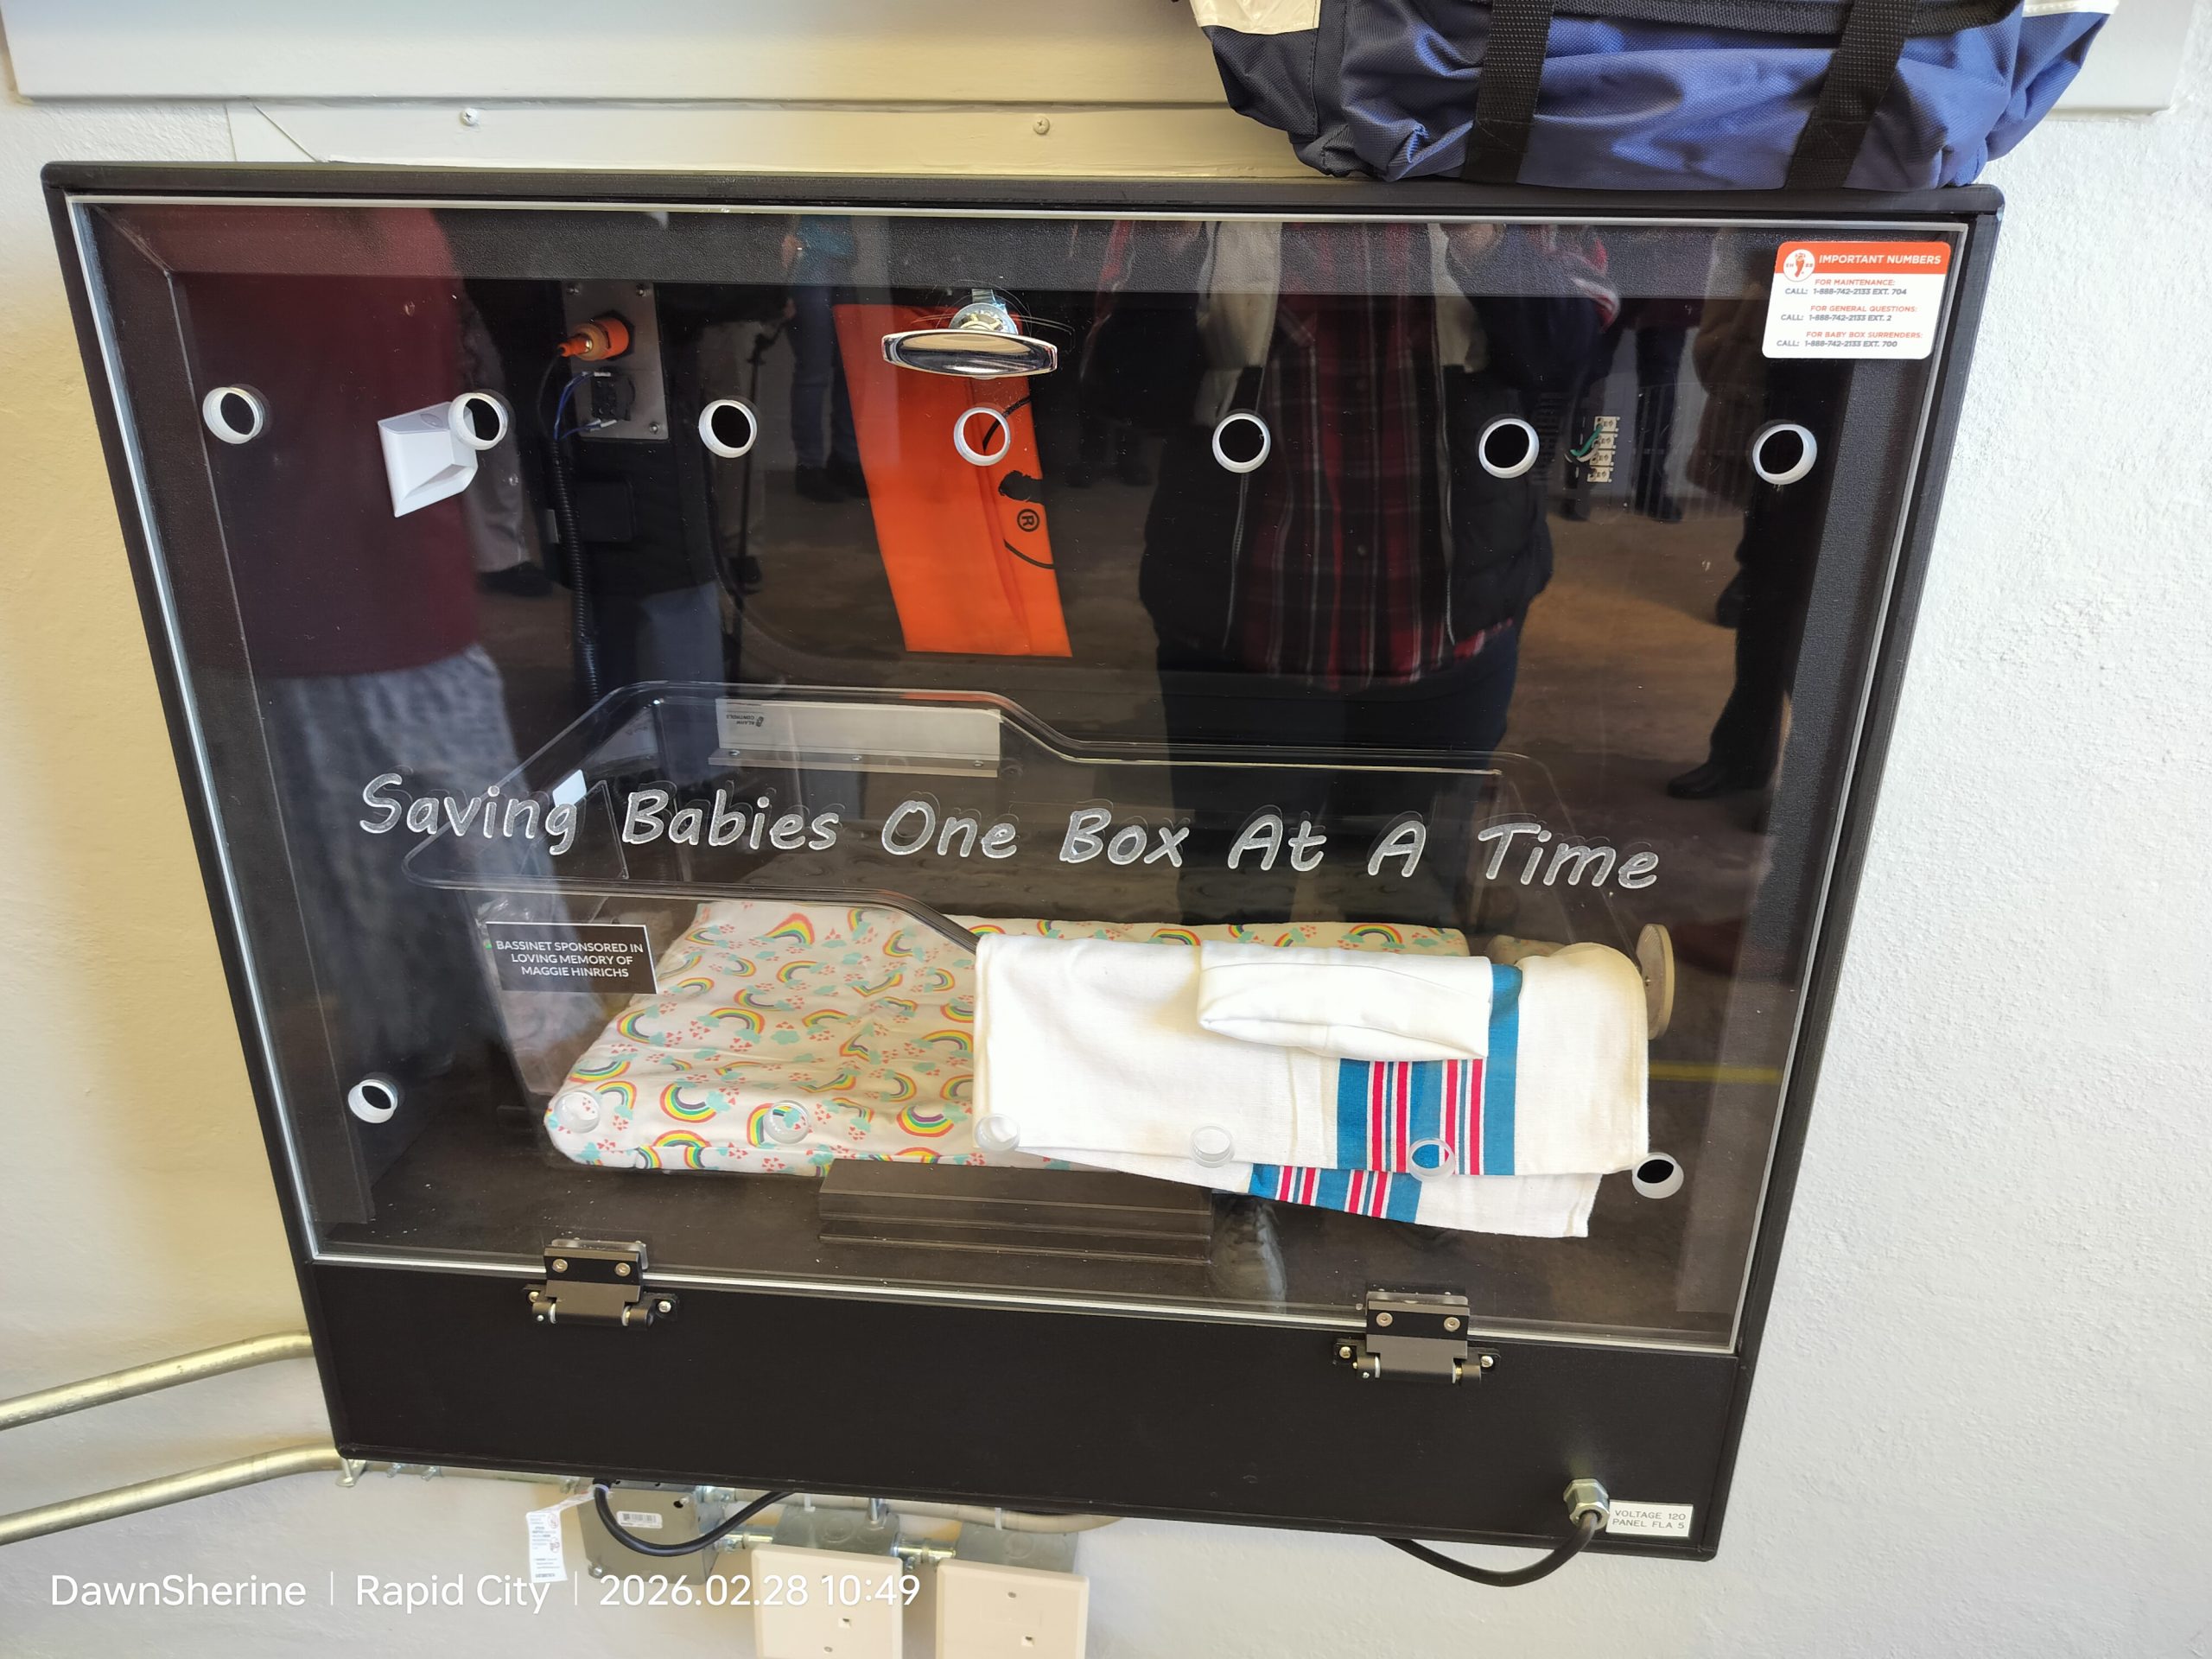 IMPORTANT NUMBERS
FOR MAINTENANCE:
CALL: 1-888-742-2133 EXT. 704
FOR GENERAL QUESTIONS:
CALL: 1-888-742-2133 EXT. 2
FOR BABY BOX SURRENDERS:
CALL: 1-888-742-2133 EXT. 700
®
Saving Babies One Box At A Time
BASSINET SPONSORED IN
LOVING MEMORY OF
MAGGIE HINRICHS
VOLTAGE 120
PANEL FLA 5
DawnSherine | Rapid City | 2026.02.28 10:49